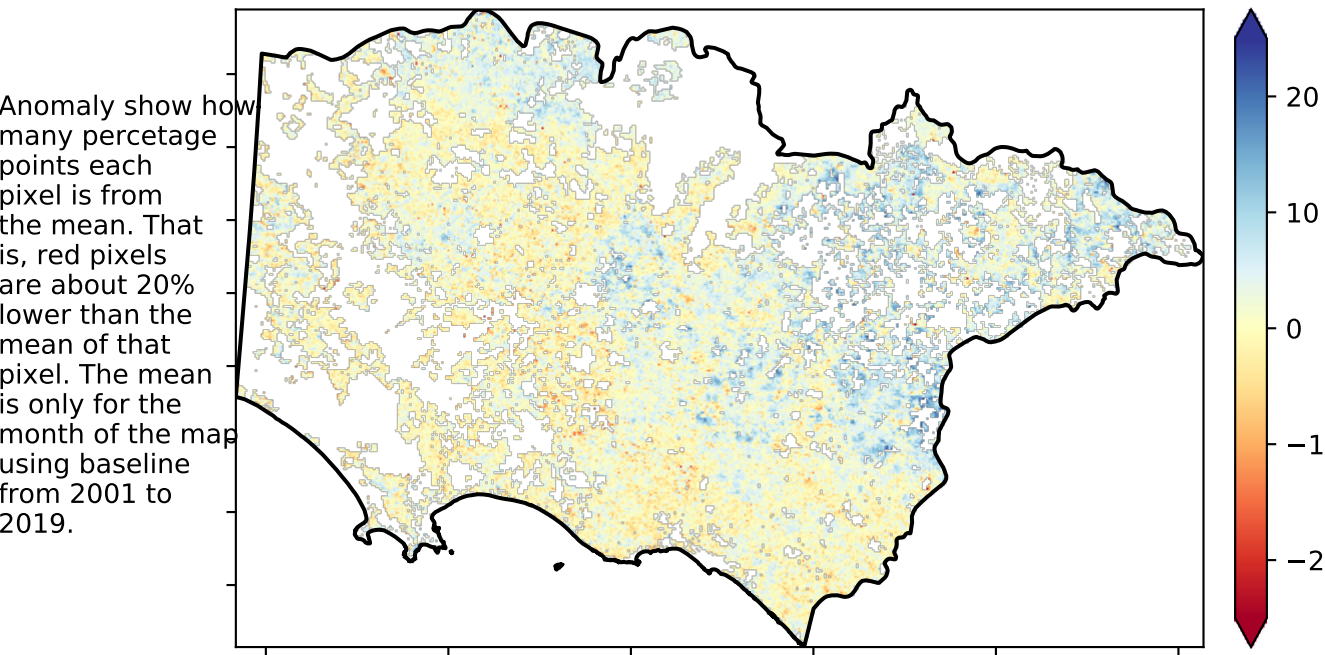 Anomaly show how
many percetage
points each
pixel is from
the mean. That
is, red pixels
are about 20%
lower than the
mean of that
pixel. The mean
is only for the
month of the map
using baseline
from 2001 to
2019.
20
10
0
−1
−2